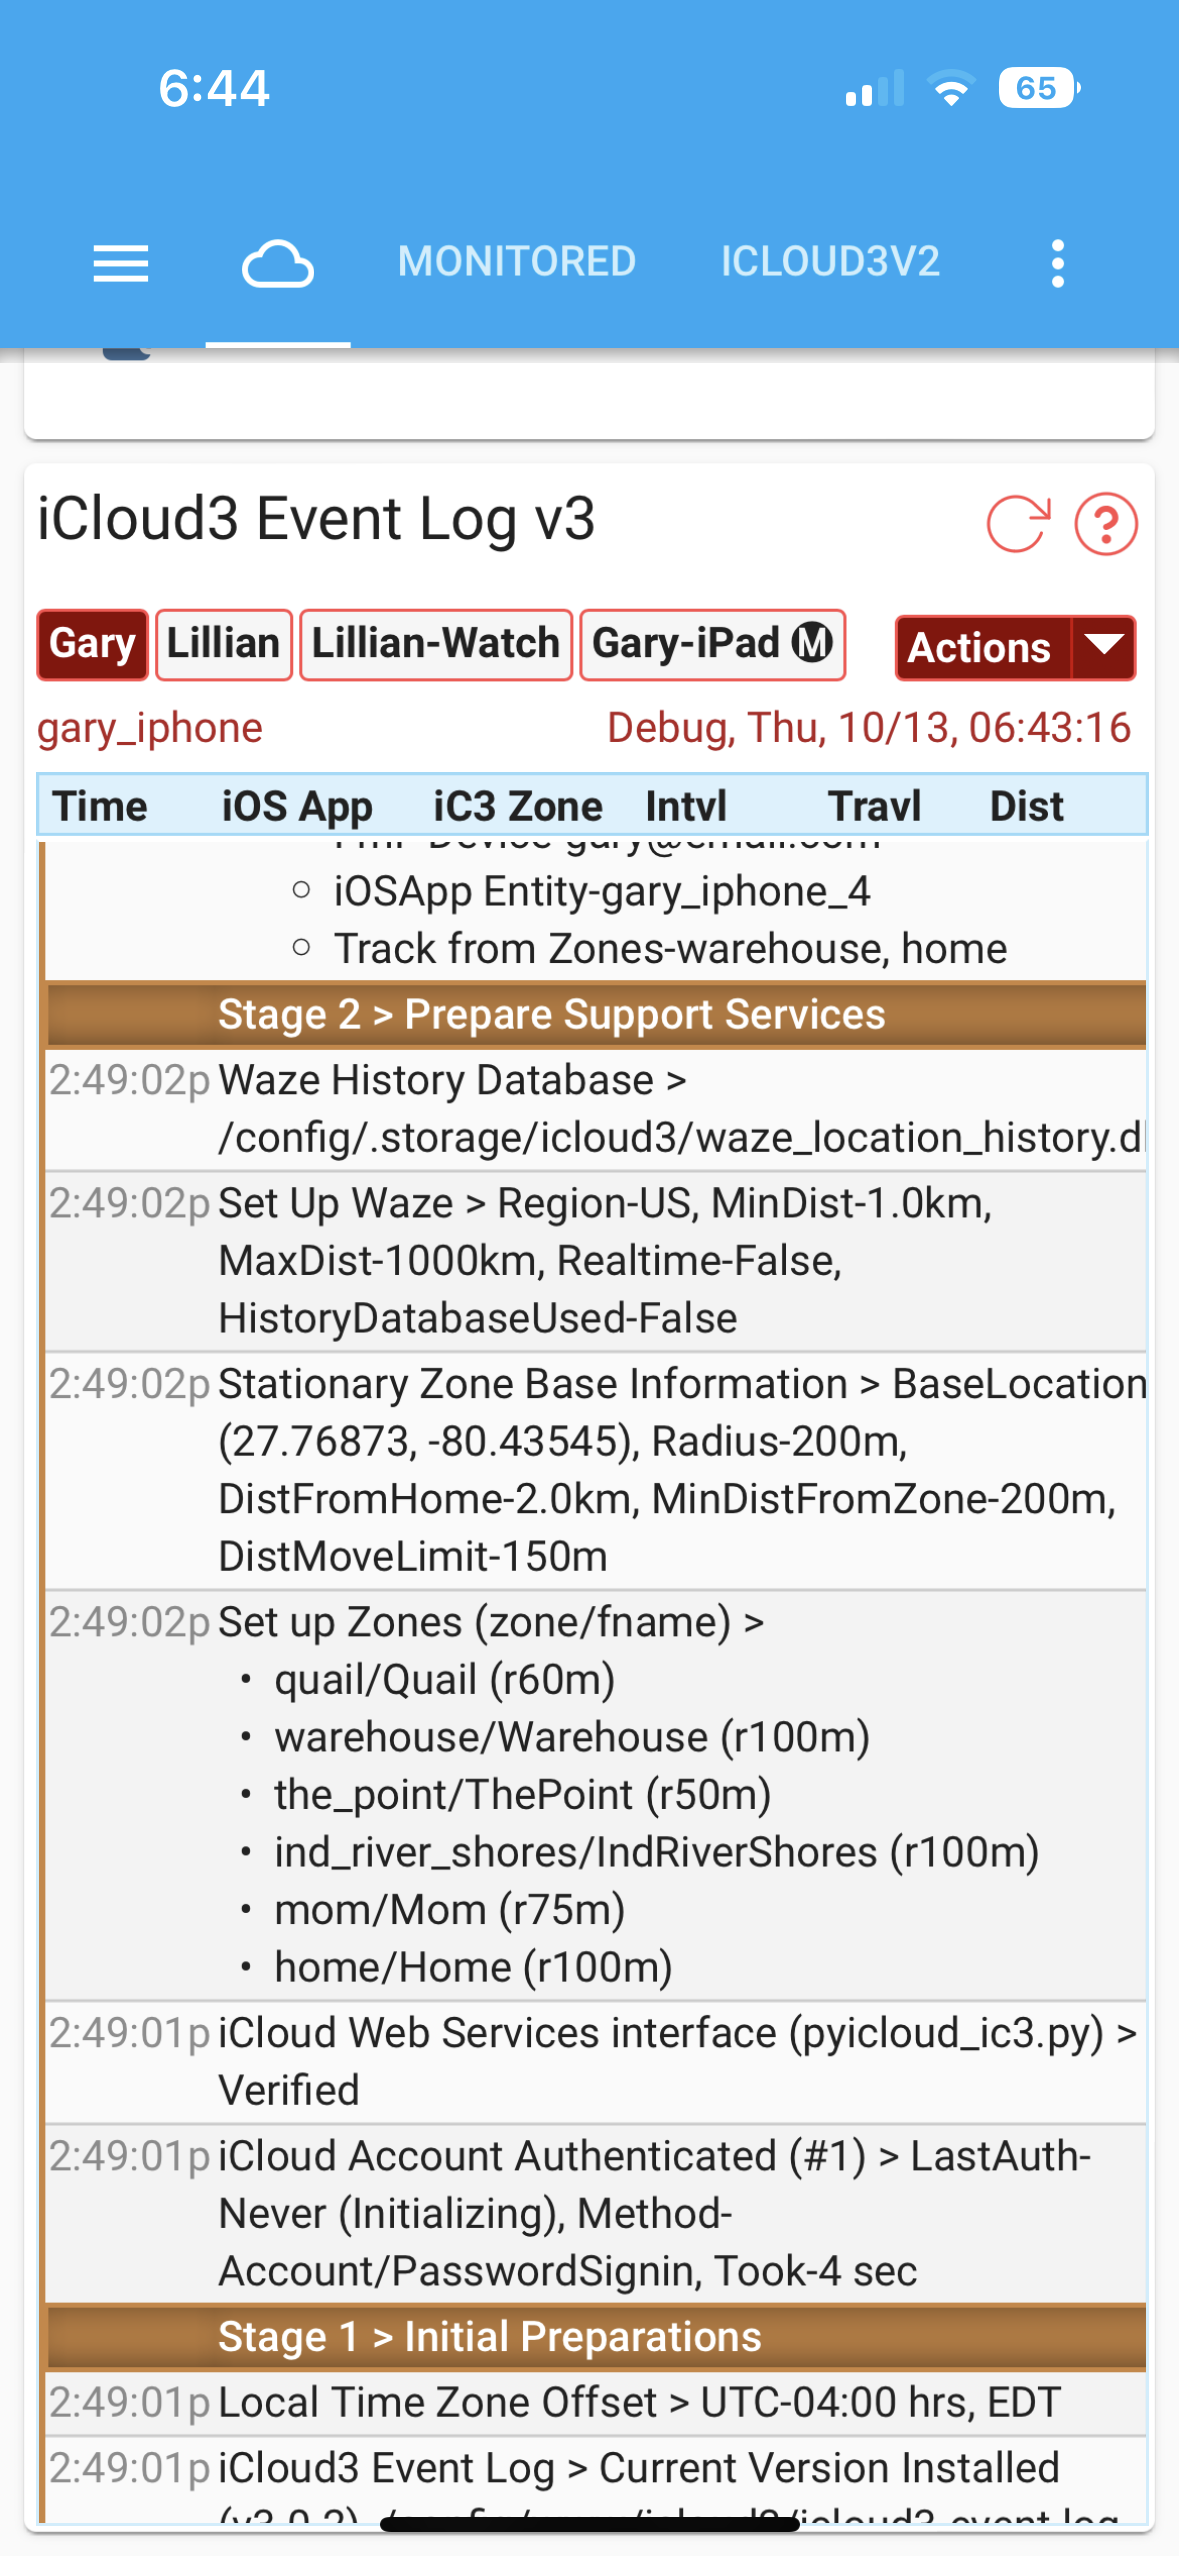 6:44
65
MONITORED
ICLOUD3V2
iCloud3 Event Log v3
?
Gary
Lillian
Lillian-Watch
Gary-iPad M
Actions
gary_iphone
Debug, Thu, 10/13, 06:43:16
Time iOS App iC3 Zone Intvl Travl Dist
○ iOSApp Entity-gary_iphone_4
○ Track from Zones-warehouse, home
Stage 2 > Prepare Support Services
2:49:02p Waze History Database >
/config/.storage/icloud3/waze_location_history.d
2:49:02p Set Up Waze > Region-US, MinDist-1.0km,
MaxDist-1000km, Realtime-False,
HistoryDatabaseUsed-False
2:49:02p Stationary Zone Base Information > BaseLocation
(27.76873, -80.43545), Radius-200m,
DistFromHome-2.0km, MinDistFromZone-200m,
DistMoveLimit-150m
2:49:02p Set up Zones (zone/fname) >
• quail/Quail (r60m)
• warehouse/Warehouse (r100m)
• the_point/ThePoint (r50m)
• ind_river_shores/IndRiverShores (r100m)
• mom/Mom (r75m)
• home/Home (r100m)
2:49:01p iCloud Web Services interface (pyicloud_ic3.py) >
Verified
2:49:01p iCloud Account Authenticated (#1) > LastAuth-
Never (Initializing), Method-
Account/PasswordSignin, Took-4 sec
Stage 1 > Initial Preparations
2:49:01p Local Time Zone Offset > UTC-04:00 hrs, EDT
2:49:01p iCloud3 Event Log > Current Version Installed